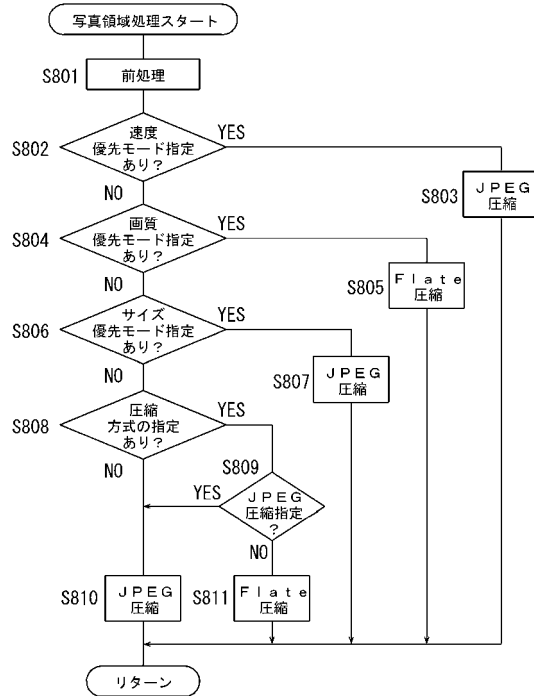 写真領域処理スタート
S801
前処理
S802
速度
優先モード指定
あり？
YES
NO
S803
ＪＰＥＧ
圧縮
S804
画質
優先モード指定
あり？
YES
NO
S805
Ｆｌａｔｅ
圧縮
S806
サイズ
優先モード指定
あり？
YES
NO
S807
ＪＰＥＧ
圧縮
S808
圧縮
方式の指定
あり？
YES
NO
S809
ＪＰＥＧ
圧縮指定
？
YES
NO
S810
ＪＰＥＧ
圧縮
S811
Ｆｌａｔｅ
圧縮
リターン